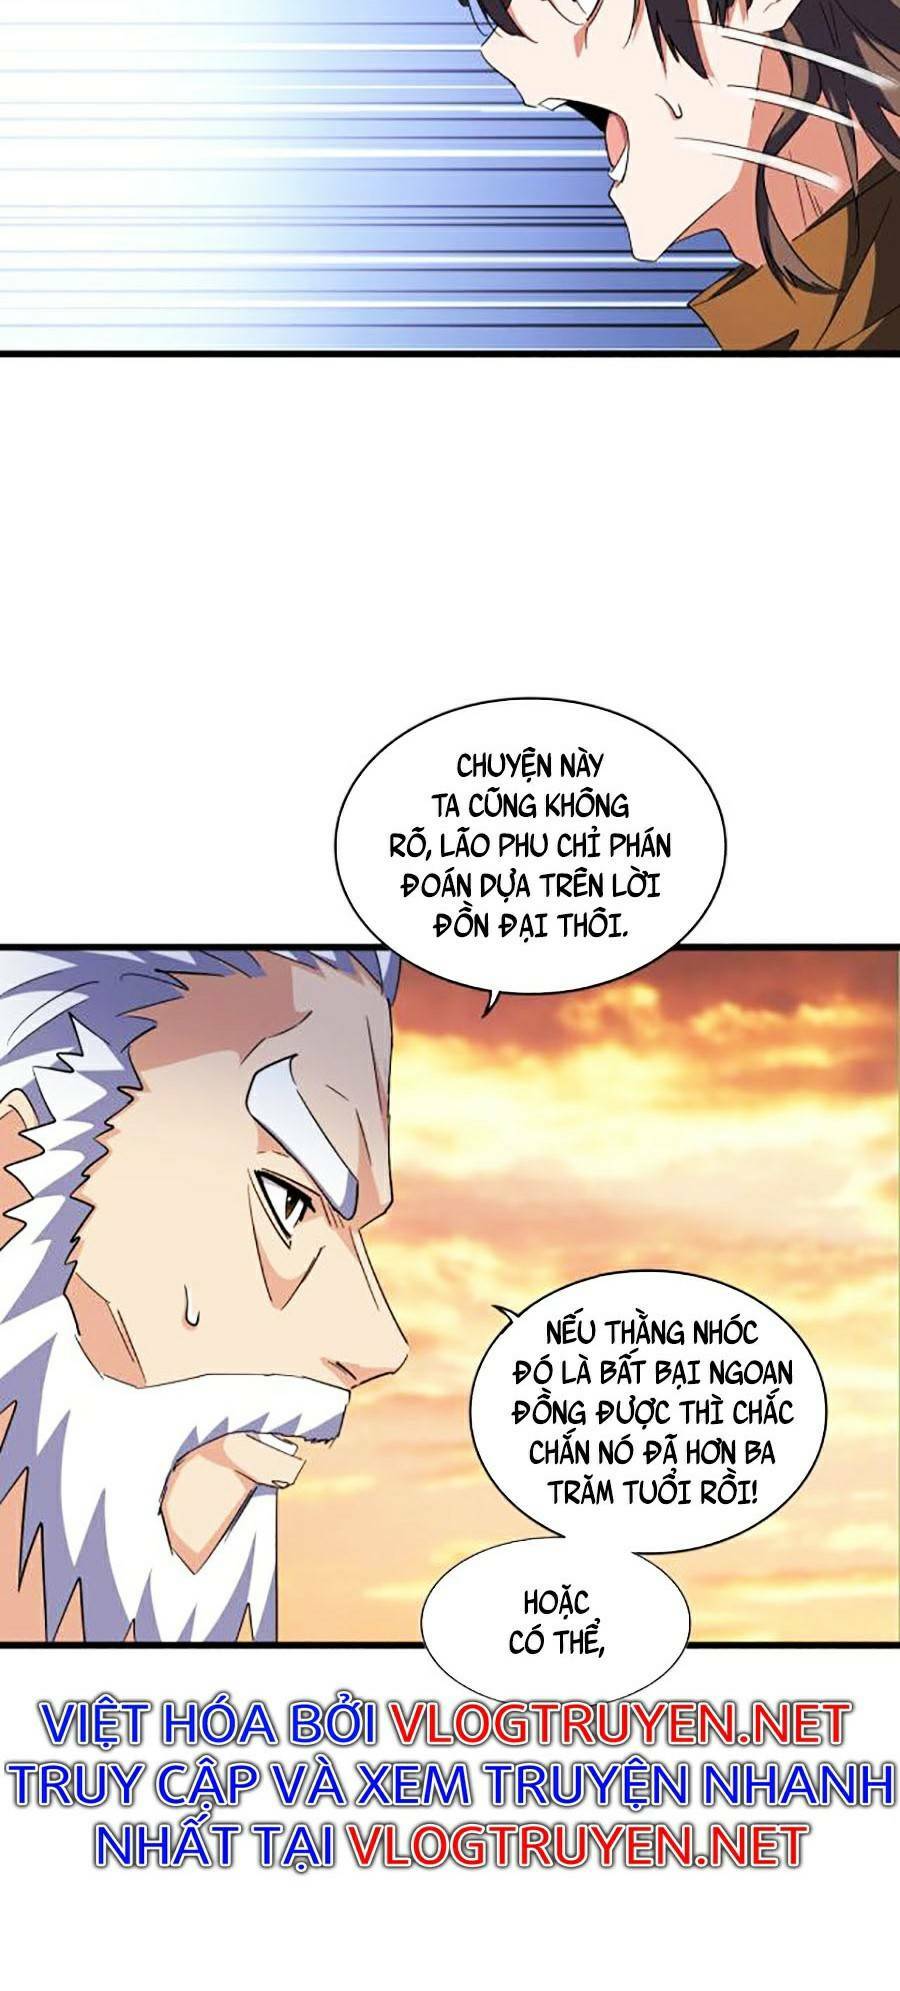 CHUYỆN NÀY
TA CŨNG KHÔNG
RÕ, LÃO PHU CHỈ PHÁN
ĐOÁN DỰA TRÊN LỜI
ĐỒN ĐẠI THÔI.
NẾU THẰNG NHÓC
ĐÓ LÀ BẤT BẠI NGOAN
ĐỒNG ĐƯỢC THÌ CHẮC
CHẮN NÓ ĐÃ HƠN BA
TRĂM TUỔI RỒI!
HOẶC
CÓ THỂ,
VIỆT HÓA BỞI VLOGTRUYEN.NET
TRUY CẬP VÀ XEM TRUYỆN NHANH
NHẤT TẠI VLOGTRUYEN.NET